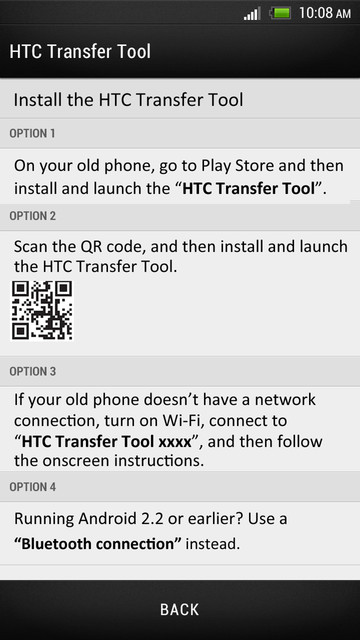 10:08 AM
HTC Transfer Tool
Install the HTC Transfer Tool
OPTION 1
On your old phone, go to Play Store and then
install and launch the “HTC Transfer Tool”.
OPTION 2
Scan the QR code, and then install and launch
the HTC Transfer Tool.
OPTION 3
If your old phone doesn’t have a network
connection, turn on Wi-Fi, connect to
“HTC Transfer Tool xxxx”, and then follow
the onscreen instructions.
OPTION 4
Running Android 2.2 or earlier? Use a
“Bluetooth connection” instead.
BACK